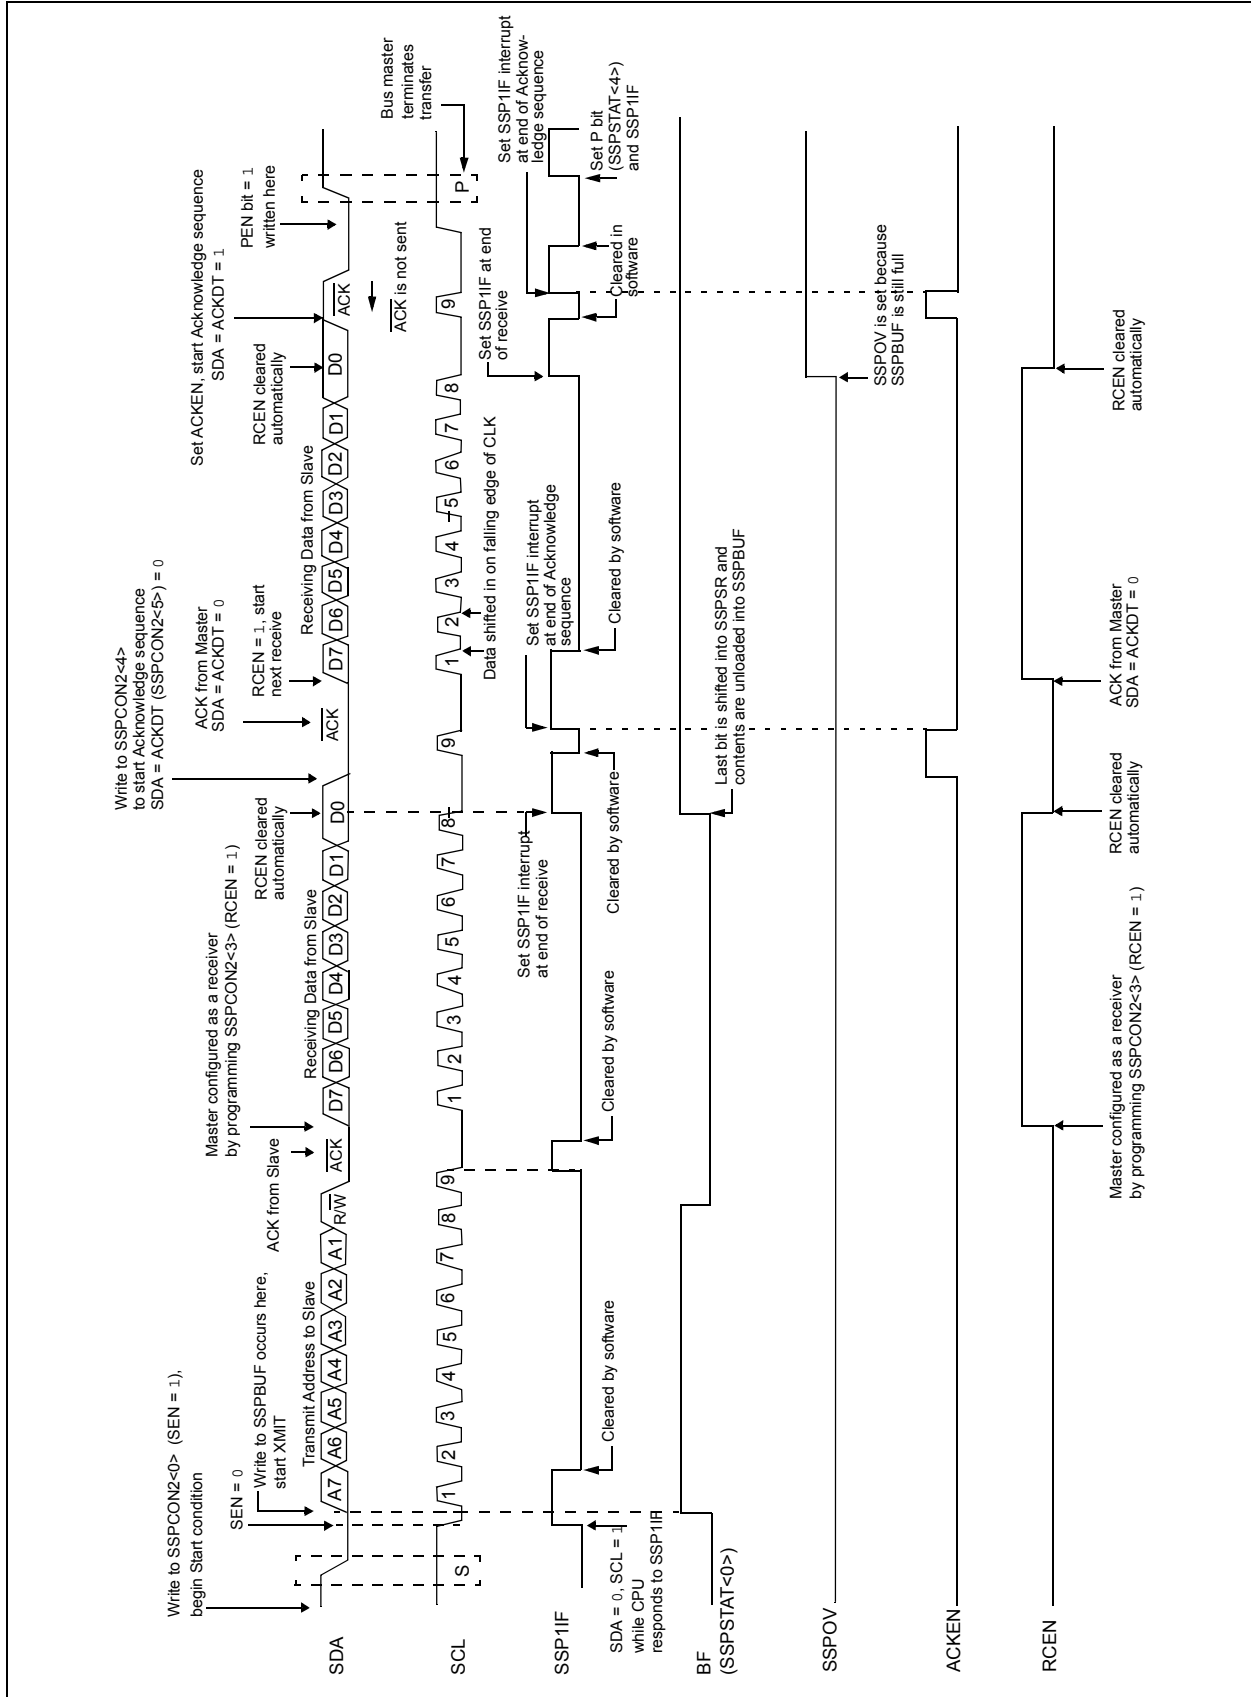 Write to SSPCON2<0> (SEN = 1),
begin Start condition
SEN = 0
Write to SSPBUF occurs here,
start XMIT
ACK from Slave
Master configured as a receiver
by programming SSPCON2<3> (RCEN = 1)
RCEN cleared
automatically
Write to SSPCON2<4>
to start Acknowledge sequence
SDA = ACKDT (SSPCON2<5>) = 0
ACK from Master
SDA = ACKDT = 0
RCEN = 1, start
next receive
RCEN cleared
automatically
Set ACKEN, start Acknowledge sequence
SDA = ACKDT = 1
PEN bit = 1
written here
Transmit Address to Slave
Receiving Data from Slave
Receiving Data from Slave
SDA
A7 A6 A5 A4 A3 A2 A1 R/W ACK
D7 D6 D5 D4 D3 D2 D1 D0 ACK
D7 D6 D5 D4 D3 D2 D1 D0 ACK
ACK is not sent
Bus master
terminates
transfer
SCL
S
1 2 3 4 5 6 7 8 9
1 2 3 4 5 6 7 8 9
1 2 3 4 5 6 7 8 9
P
Data shifted in on falling edge of CLK
Set SSP1IF interrupt
at end of receive
Set SSP1IF interrupt
at end of Acknowledge
sequence
Set SSP1IF at end
of receive
Set SSP1IF interrupt
at end of Acknow-
ledge sequence
SSP1IF
SDA = 0, SCL = 1
while CPU
responds to SSP1IF
Cleared by software
Cleared by software
Cleared by software
Cleared by software
Cleared in
software
Set P bit
(SSPSTAT<4>)
and SSP1IF
BF
(SSPSTAT<0>)
Last bit is shifted into SSPSR and
contents are unloaded into SSPBUF
SSPOV
SSPOV is set because
SSPBUF is still full
ACKEN
RCEN
Master configured as a receiver
by programming SSPCON2<3> (RCEN = 1)
RCEN cleared
automatically
ACK from Master
SDA = ACKDT = 0
RCEN cleared
automatically